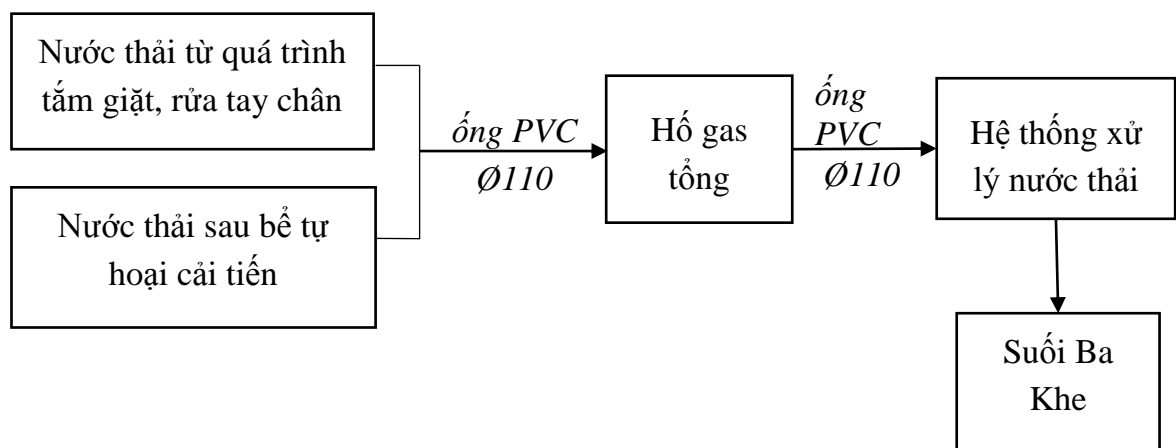 Nước thải từ quá trình
tắm giặt, rửa tay chân
Nước thải sau bể tự
hoại cải tiến
ống PVC
Ø110
Hố gas
tổng
ống
PVC
Ø110
Hệ thống xử
lý nước thải
Suối Ba
Khe